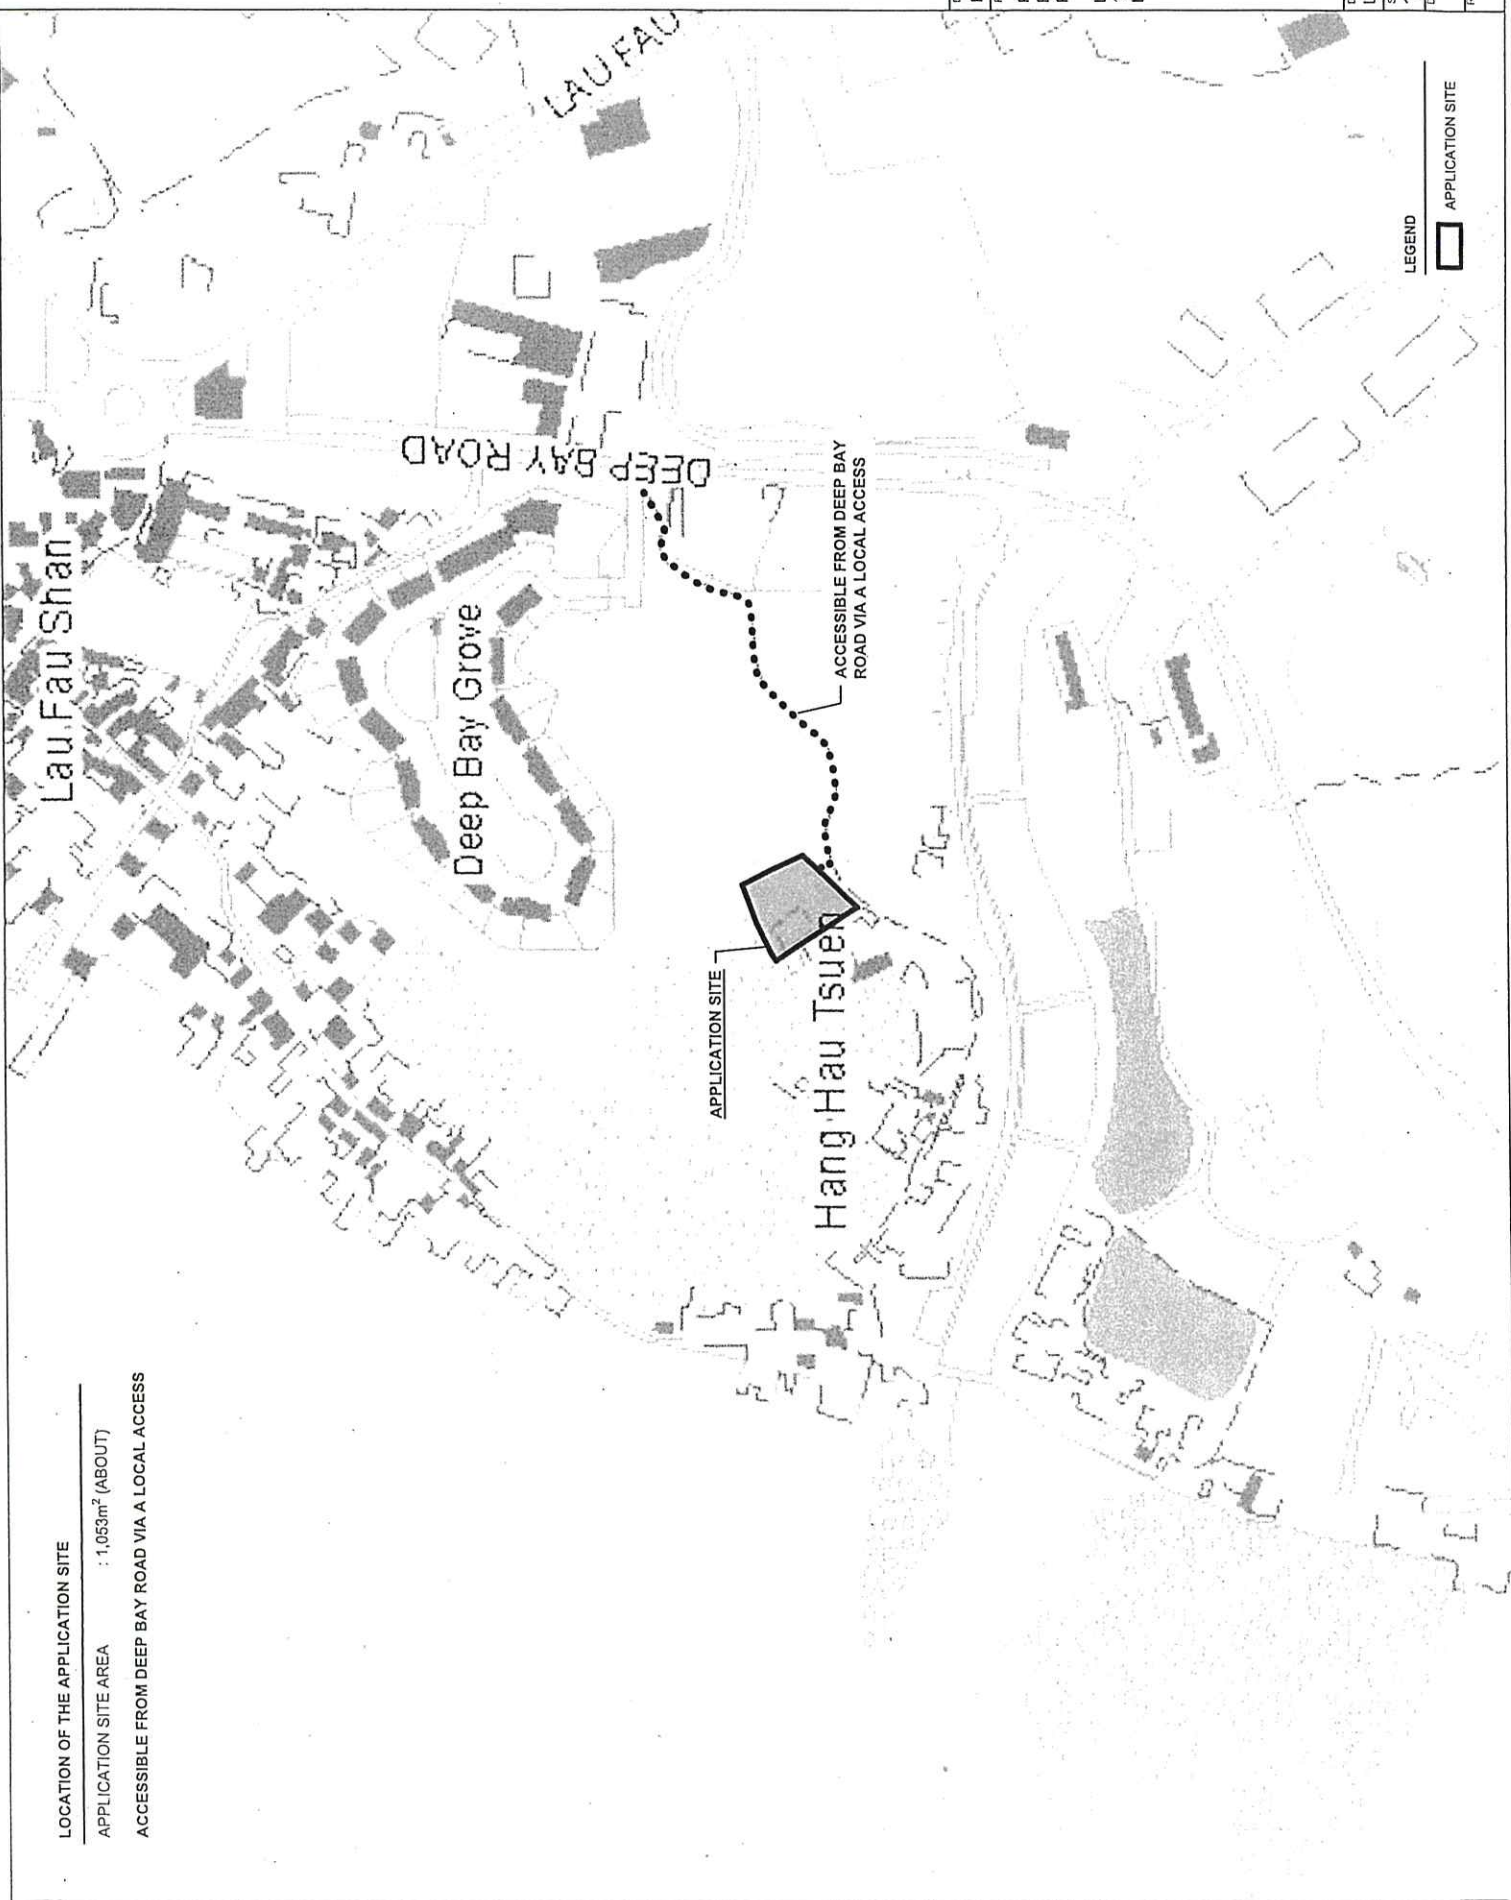 LOCATION OF THE APPLICATION SITE
APPLICATION SITE AREA : 1,053m² (ABOUT)
ACCESSIBLE FROM DEEP BAY ROAD VIA A LOCAL ACCESS
Lau Fau Shan
Deep Bay Grove
DEEP BAY ROAD
LAU FAU
APPLICATION SITE
Hang Hau Tsuen
ACCESSIBLE FROM DEEP BAY
ROAD VIA A LOCAL ACCESS
LEGEND
APPLICATION SITE